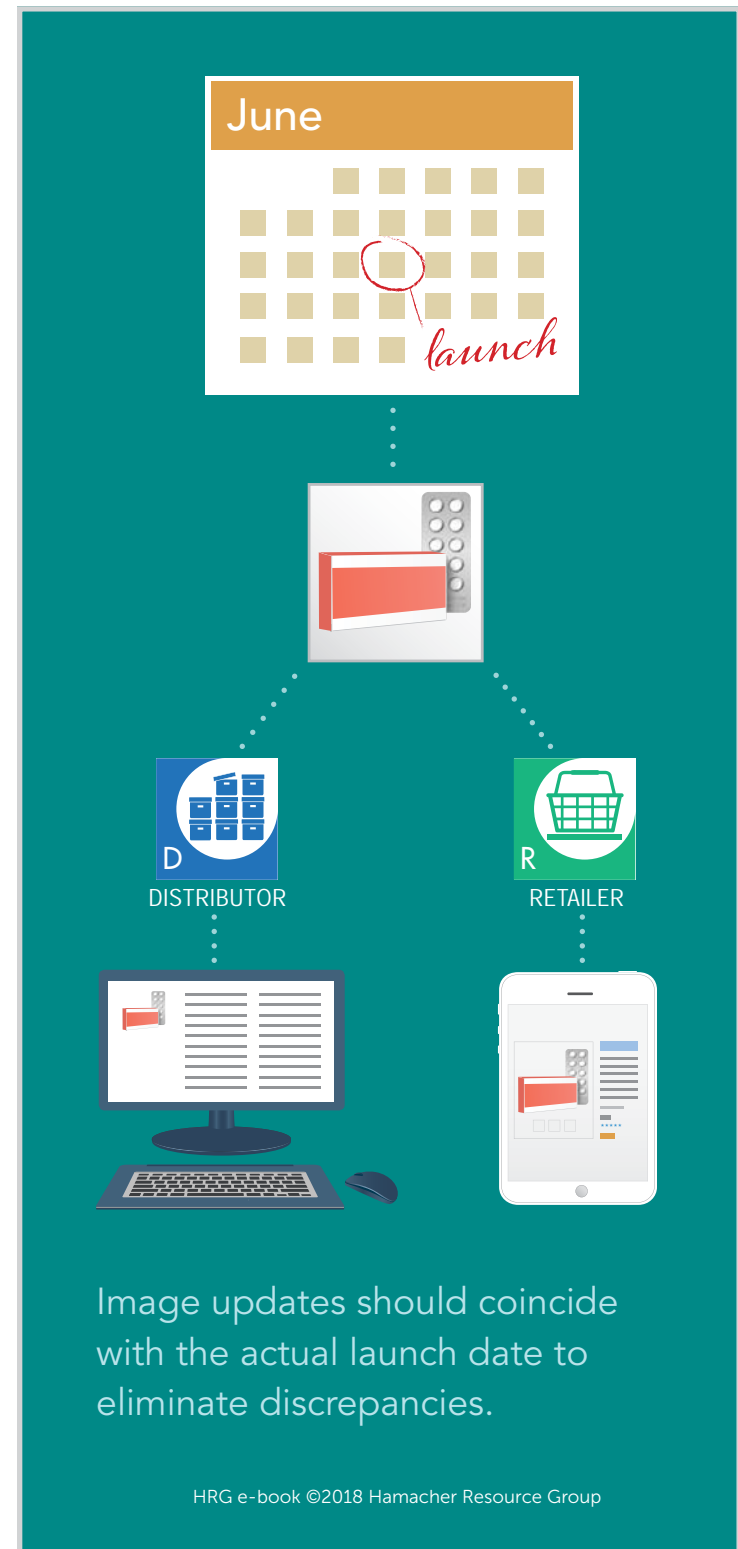 June
launch
D
R
DISTRIBUTOR
RETAILER
Image updates should coincide
with the actual launch date to
eliminate discrepancies.
HRG e-book ©2018 Hamacher Resource Group